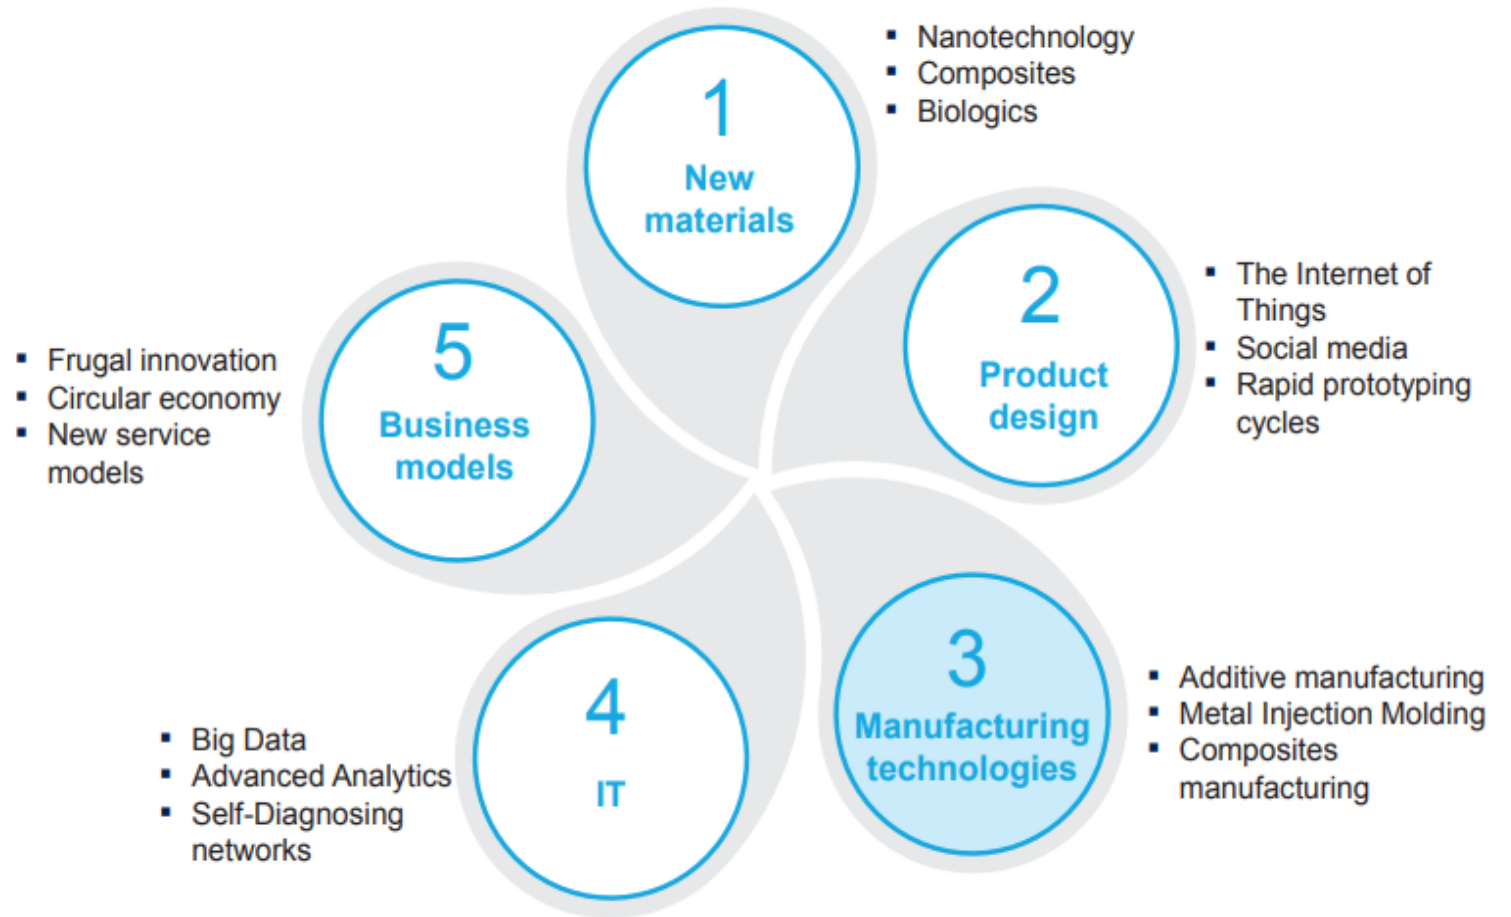 1
New
materials
▪ Nanotechnology
▪ Composites
▪ Biologics
2
Product
design
▪ The Internet of
Things
▪ Social media
▪ Rapid prototyping
cycles
3
Manufacturing
technologies
▪ Additive manufacturing
▪ Metal Injection Molding
▪ Composites
manufacturing
4
IT
▪ Big Data
▪ Advanced Analytics
▪ Self-Diagnosing
networks
5
Business
models
▪ Frugal innovation
▪ Circular economy
▪ New service
models